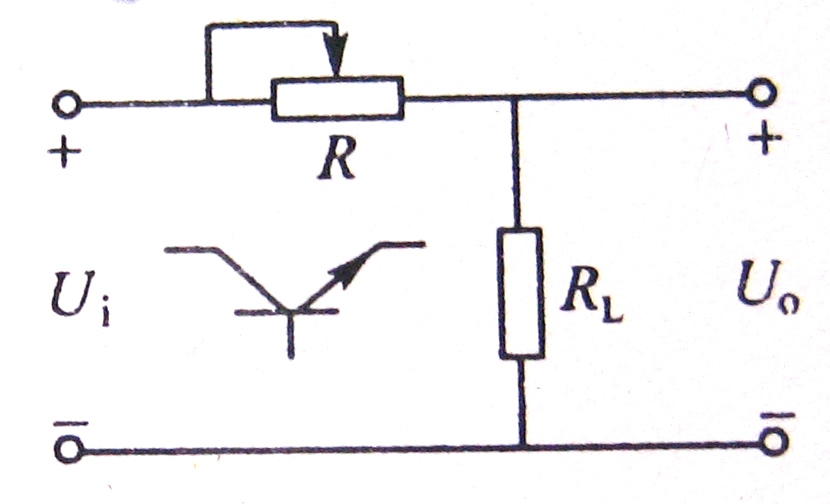 + R +
U_i R_L U_o
− −